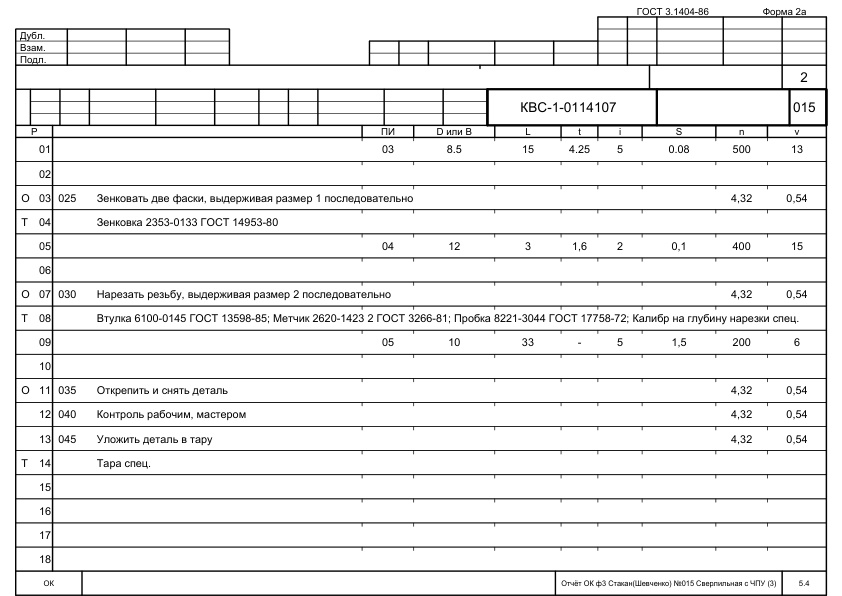 ГОСТ 3.1404-86 Форма 2а
Дубл.
Взам.
Подл.
2
КВС-1-0114107 015
Р ПИ D или В L t i S n v
01 03 8.5 15 4.25 5 0.08 500 13
02
О 03 025 Зенковать две фаски, выдерживая размер 1 последовательно 4,32 0,54
Т 04 Зенковка 2353-0133 ГОСТ 14953-80
05 04 12 3 1,6 2 0,1 400 15
06
О 07 030 Нарезать резьбу, выдерживая размер 2 последовательно 4,32 0,54
Т 08 Втулка 6100-0145 ГОСТ 13598-85; Метчик 2620-1423 2 ГОСТ 3266-81; Пробка 8221-3044 ГОСТ 17758-72; Калибр на глубину нарезки спец.
09 05 10 33 - 5 1,5 200 6
10
О 11 035 Открепить и снять деталь 4,32 0,54
12 040 Контроль рабочим, мастером 4,32 0,54
13 045 Уложить деталь в тару 4,32 0,54
Т 14 Тара спец.
15
16
17
18
ОК Отчёт ОК ф3 Стакан(Шевченко) №015 Сверлильная с ЧПУ (3) 5.4